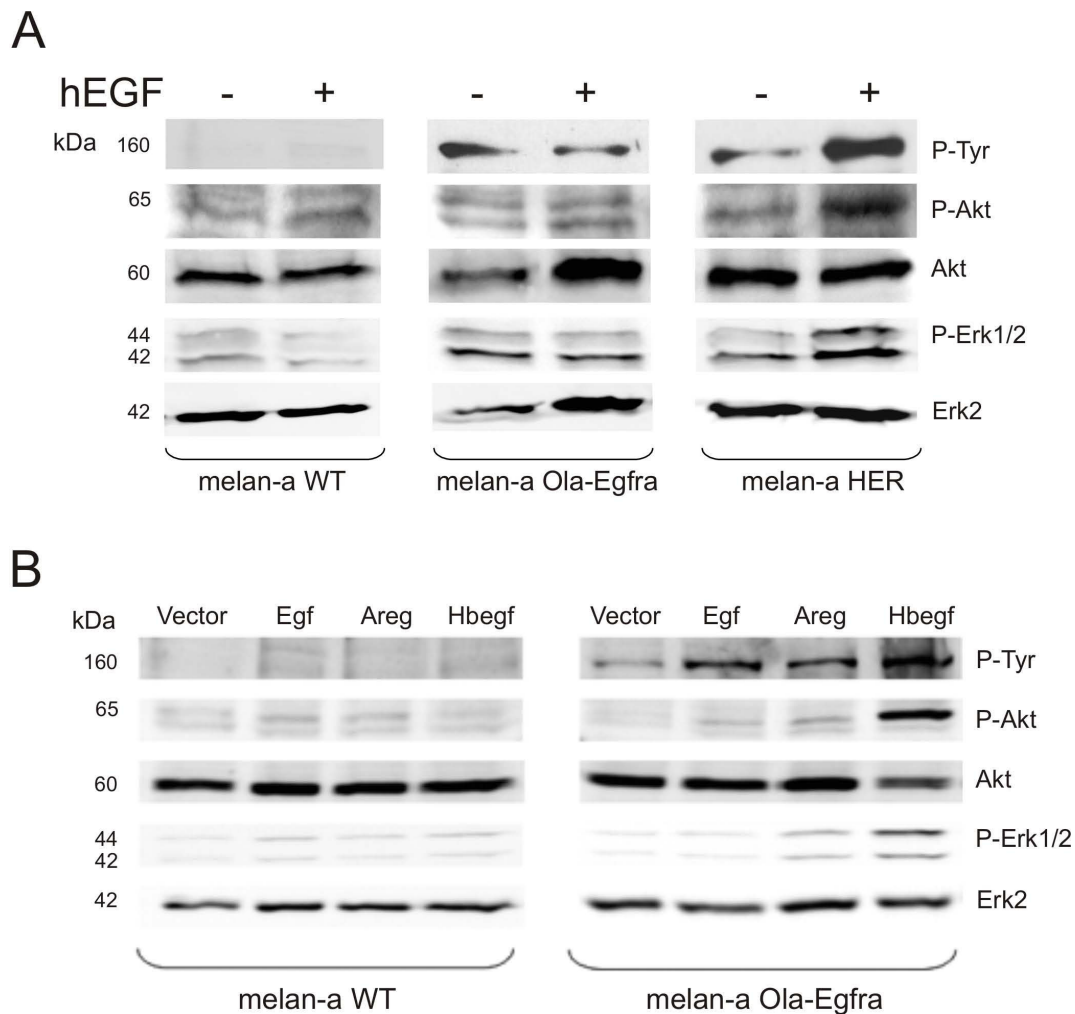 A
hEGF - + - + - +
kDa 160 P-Tyr
65 P-Akt
60 Akt
44 P-Erk1/2
42
42 Erk2
melan-a WT melan-a Ola-Egfra melan-a HER
B
kDa Vector Egf Areg Hbegf Vector Egf Areg Hbegf
160 P-Tyr
65 P-Akt
60 Akt
44 P-Erk1/2
42
42 Erk2
melan-a WT melan-a Ola-Egfra